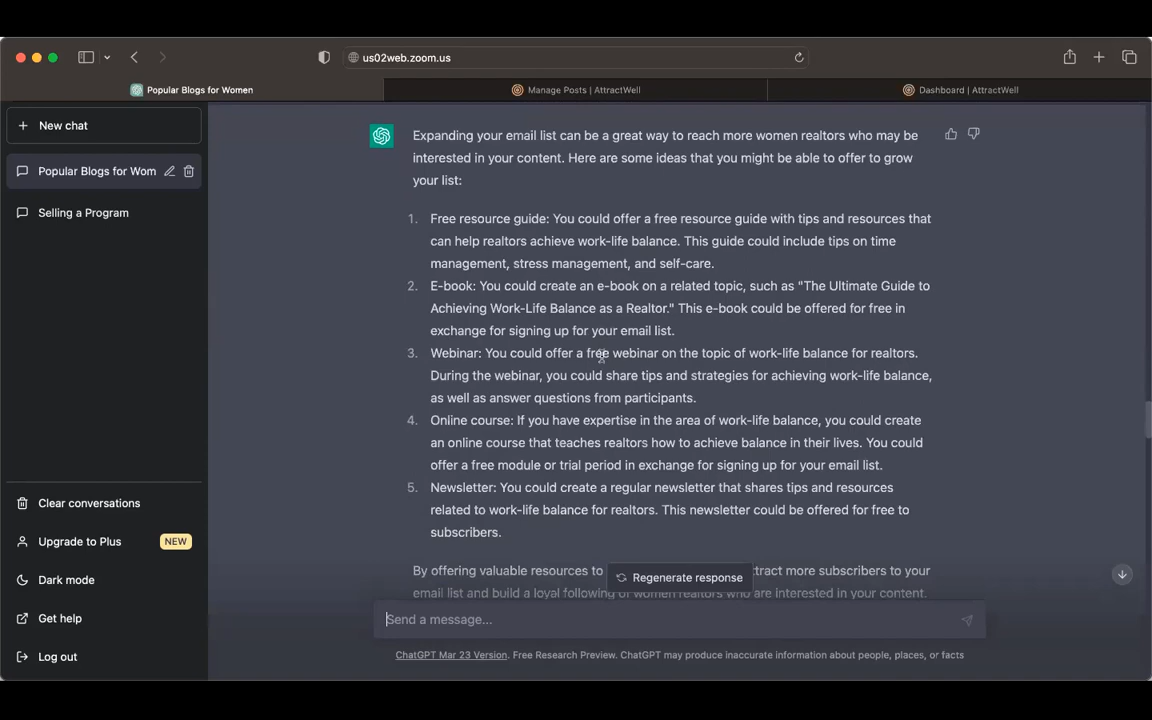 us02web.zoom.us
Popular Blogs for Women
Manage Posts | AttractWell
Dashboard | AttractWell
New chat
Popular Blogs for Wom
Selling a Program
Expanding your email list can be a great way to reach more women realtors who may be
interested in your content. Here are some ideas that you might be able to offer to grow
your list:
1. Free resource guide: You could offer a free resource guide with tips and resources that
can help realtors achieve work-life balance. This guide could include tips on time
management, stress management, and self-care.
2. E-book: You could create an e-book on a related topic, such as "The Ultimate Guide to
Achieving Work-Life Balance as a Realtor." This e-book could be offered for free in
exchange for signing up for your email list.
3. Webinar: You could offer a free webinar on the topic of work-life balance for realtors.
During the webinar, you could share tips and strategies for achieving work-life balance,
as well as answer questions from participants.
4. Online course: If you have expertise in the area of work-life balance, you could create
an online course that teaches realtors how to achieve balance in their lives. You could
offer a free module or trial period in exchange for signing up for your email list.
5. Newsletter: You could create a regular newsletter that shares tips and resources
related to work-life balance for realtors. This newsletter could be offered for free to
subscribers.
By offering valuable resources to tract more subscribers to your
email list and build a loyal following of women realtors who are interested in your content.
Regenerate response
Send a message...
ChatGPT Mar 23 Version. Free Research Preview. ChatGPT may produce inaccurate information about people, places, or facts
Clear conversations
Upgrade to Plus NEW
Dark mode
Get help
Log out